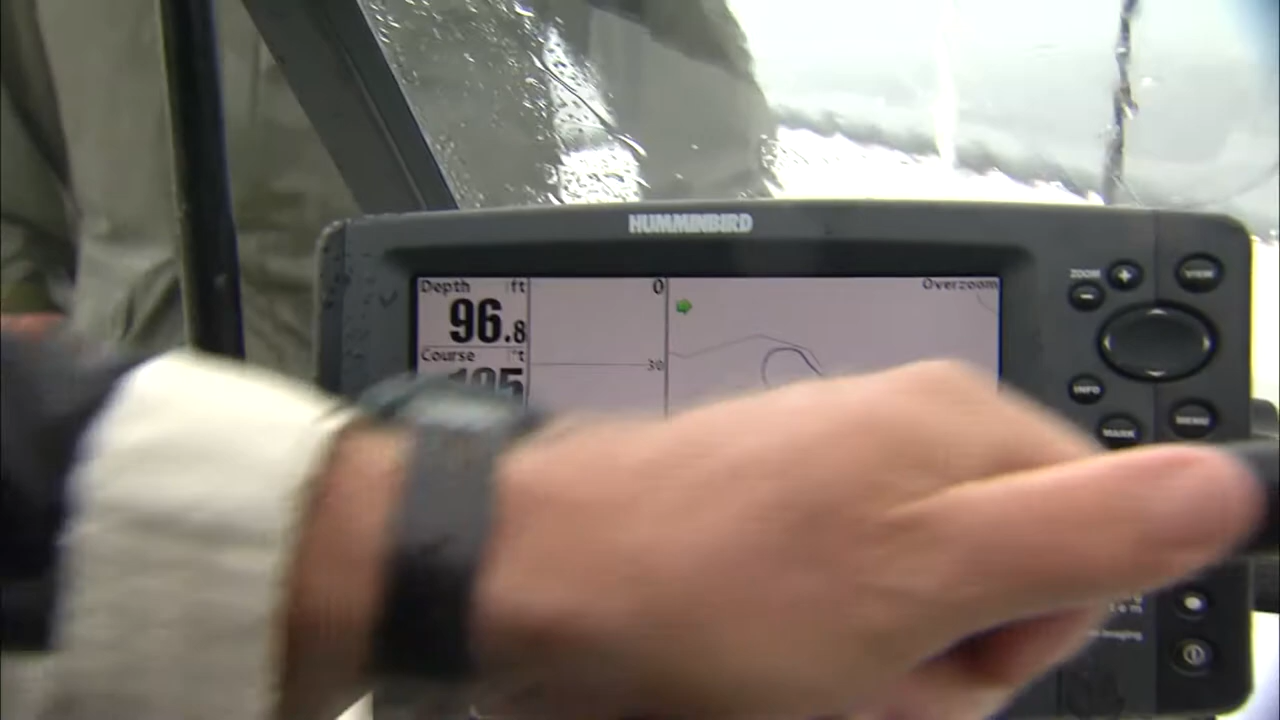 HUMMINBIRD
Depth ft
0
Overzoom
96.8
Course °t
30
ZOOM
+
-
VIEW
INFO
MARK
MENU